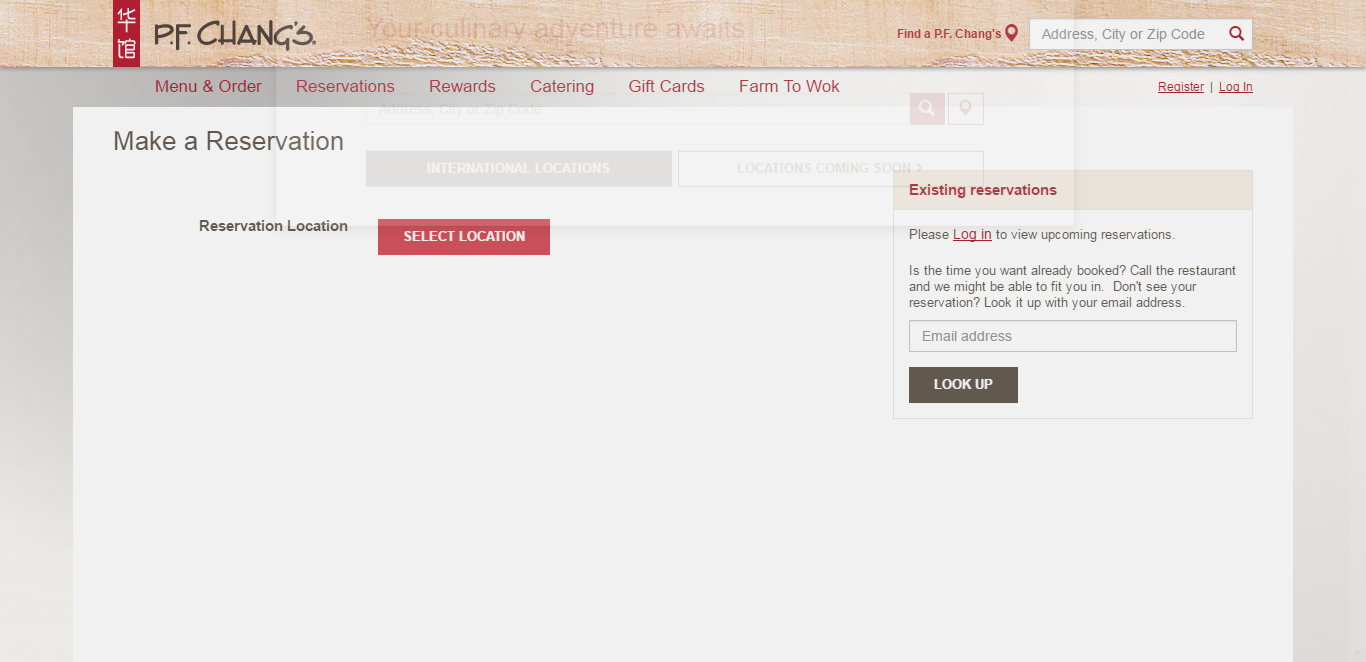 华
馆
P.F. CHANG'S
Your culinary adventure awaits
Find a P.F. Chang's
Address, City or Zip Code
Menu & Order
Reservations
Rewards
Catering
Gift Cards
Farm To Wok
Register | Log In
Address, City or Zip Code
Make a Reservation
INTERNATIONAL LOCATIONS
LOCATIONS COMING SOON
Existing reservations
Reservation Location
SELECT LOCATION
Please Log in to view upcoming reservations.
Is the time you want already booked? Call the restaurant
and we might be able to fit you in.  Don't see your
reservation? Look it up with your email address.
Email address
LOOK UP